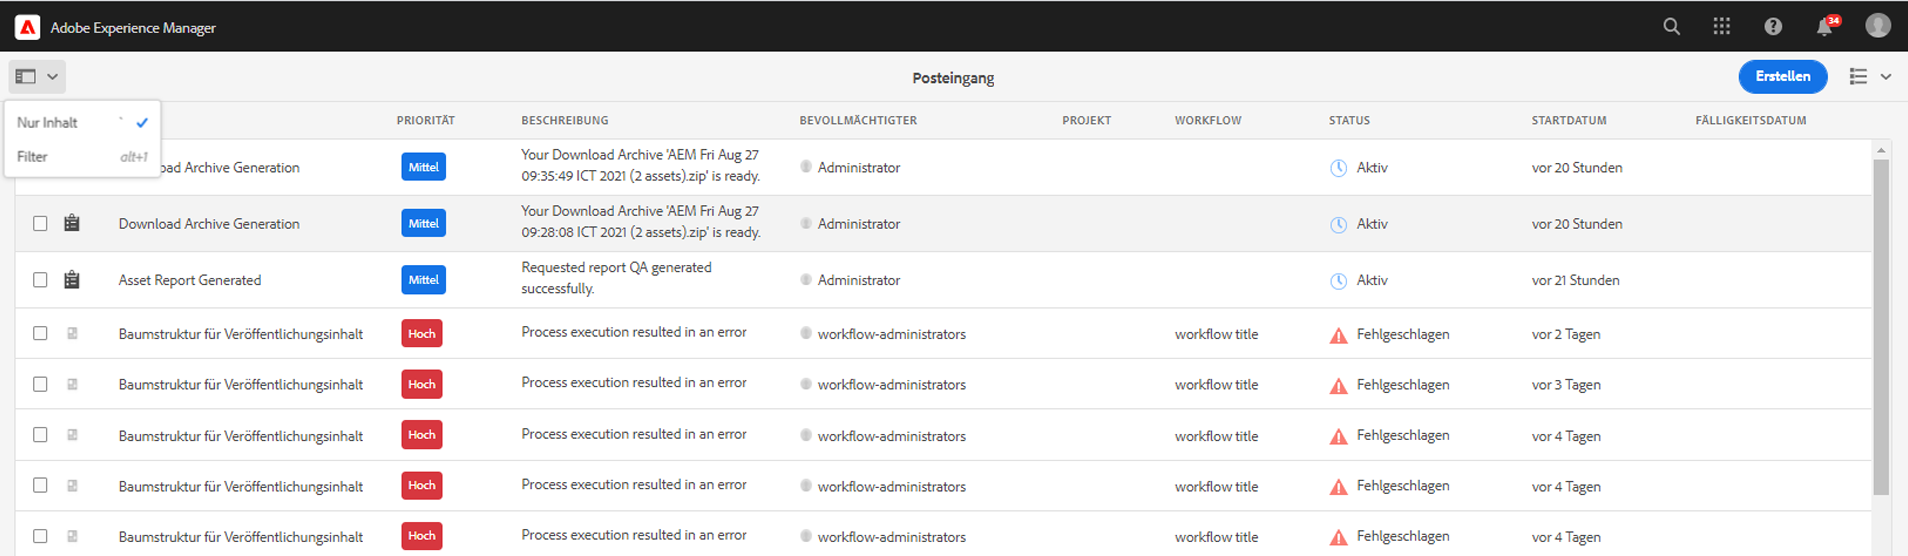 Adobe Experience Manager
34
Posteingang
Erstellen
Nur Inhalt `
Filter alt+1
PRIORITÄT BESCHREIBUNG BEVOLLMÄCHTIGTER PROJEKT WORKFLOW STATUS STARTDATUM FÄLLIGKEITSDATUM
oad Archive Generation Mittel Your Download Archive 'AEM Fri Aug 27 Administrator Aktiv vor 20 Stunden
09:35:49 ICT 2021 (2 assets).zip' is ready.
Download Archive Generation Mittel Your Download Archive 'AEM Fri Aug 27 Administrator Aktiv vor 20 Stunden
09:28:08 ICT 2021 (2 assets).zip' is ready.
Asset Report Generated Mittel Requested report QA generated Administrator Aktiv vor 21 Stunden
successfully.
Baumstruktur für Veröffentlichungsinhalt Hoch Process execution resulted in an error workflow-administrators workflow title Fehlgeschlagen vor 2 Tagen
Baumstruktur für Veröffentlichungsinhalt Hoch Process execution resulted in an error workflow-administrators workflow title Fehlgeschlagen vor 3 Tagen
Baumstruktur für Veröffentlichungsinhalt Hoch Process execution resulted in an error workflow-administrators workflow title Fehlgeschlagen vor 4 Tagen
Baumstruktur für Veröffentlichungsinhalt Hoch Process execution resulted in an error workflow-administrators workflow title Fehlgeschlagen vor 4 Tagen
Baumstruktur für Veröffentlichungsinhalt Hoch Process execution resulted in an error workflow-administrators workflow title Fehlgeschlagen vor 4 Tagen